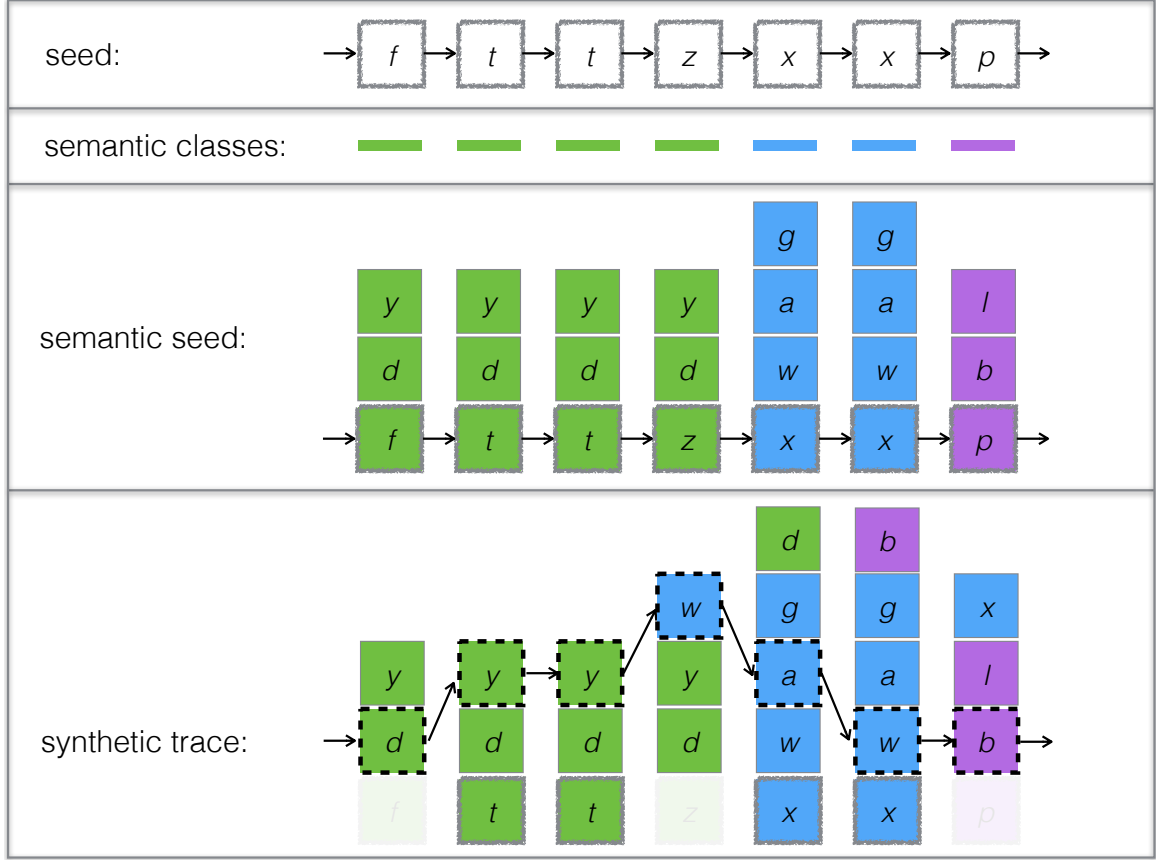 seed: f t t z x x p
semantic classes:
g g
y y y y a a l
semantic seed:
d d d d w w b
f t t z x x p
d b
w g g x
y y y y a a l
synthetic trace: d d d d w w b
f t t z x x p